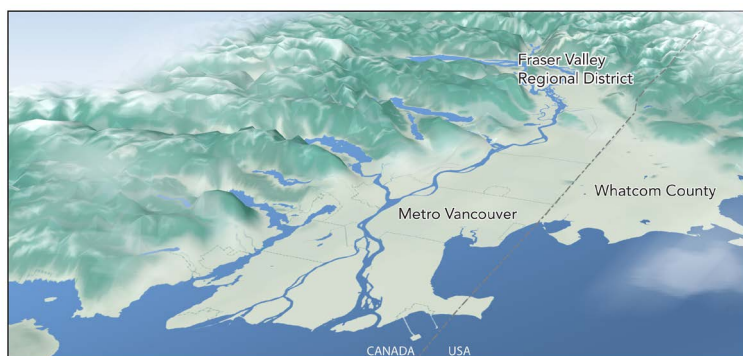 Fraser Valley
Regional District
Whatcom County
Metro Vancouver
CANADA USA